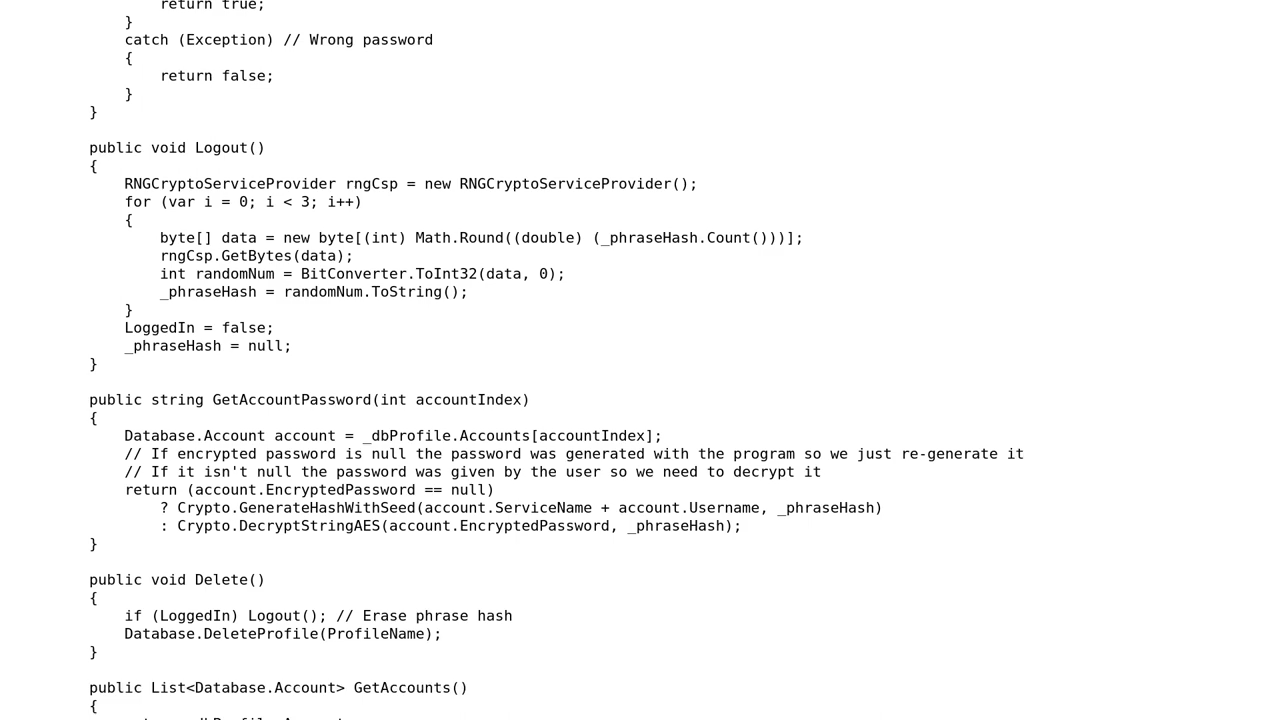 return true;
}
catch (Exception) // Wrong password
{
return false;
}
}
public void Logout()
{
RNGCryptoServiceProvider rngCsp = new RNGCryptoServiceProvider();
for (var i = 0; i < 3; i++)
{
byte[] data = new byte[(int) Math.Round((double) (_phraseHash.Count()))];
rngCsp.GetBytes(data);
int randomNum = BitConverter.ToInt32(data, 0);
_phraseHash = randomNum.ToString();
}
LoggedIn = false;
_phraseHash = null;
}
public string GetAccountPassword(int accountIndex)
{
Database.Account account = _dbProfile.Accounts[accountIndex];
// If encrypted password is null the password was generated with the program so we just re-generate it
// If it isn't null the password was given by the user so we need to decrypt it
return (account.EncryptedPassword == null)
? Crypto.GenerateHashWithSeed(account.ServiceName + account.Username, _phraseHash)
: Crypto.DecryptStringAES(account.EncryptedPassword, _phraseHash);
}
public void Delete()
{
if (LoggedIn) Logout(); // Erase phrase hash
Database.DeleteProfile(ProfileName);
}
public List<Database.Account> GetAccounts()
{